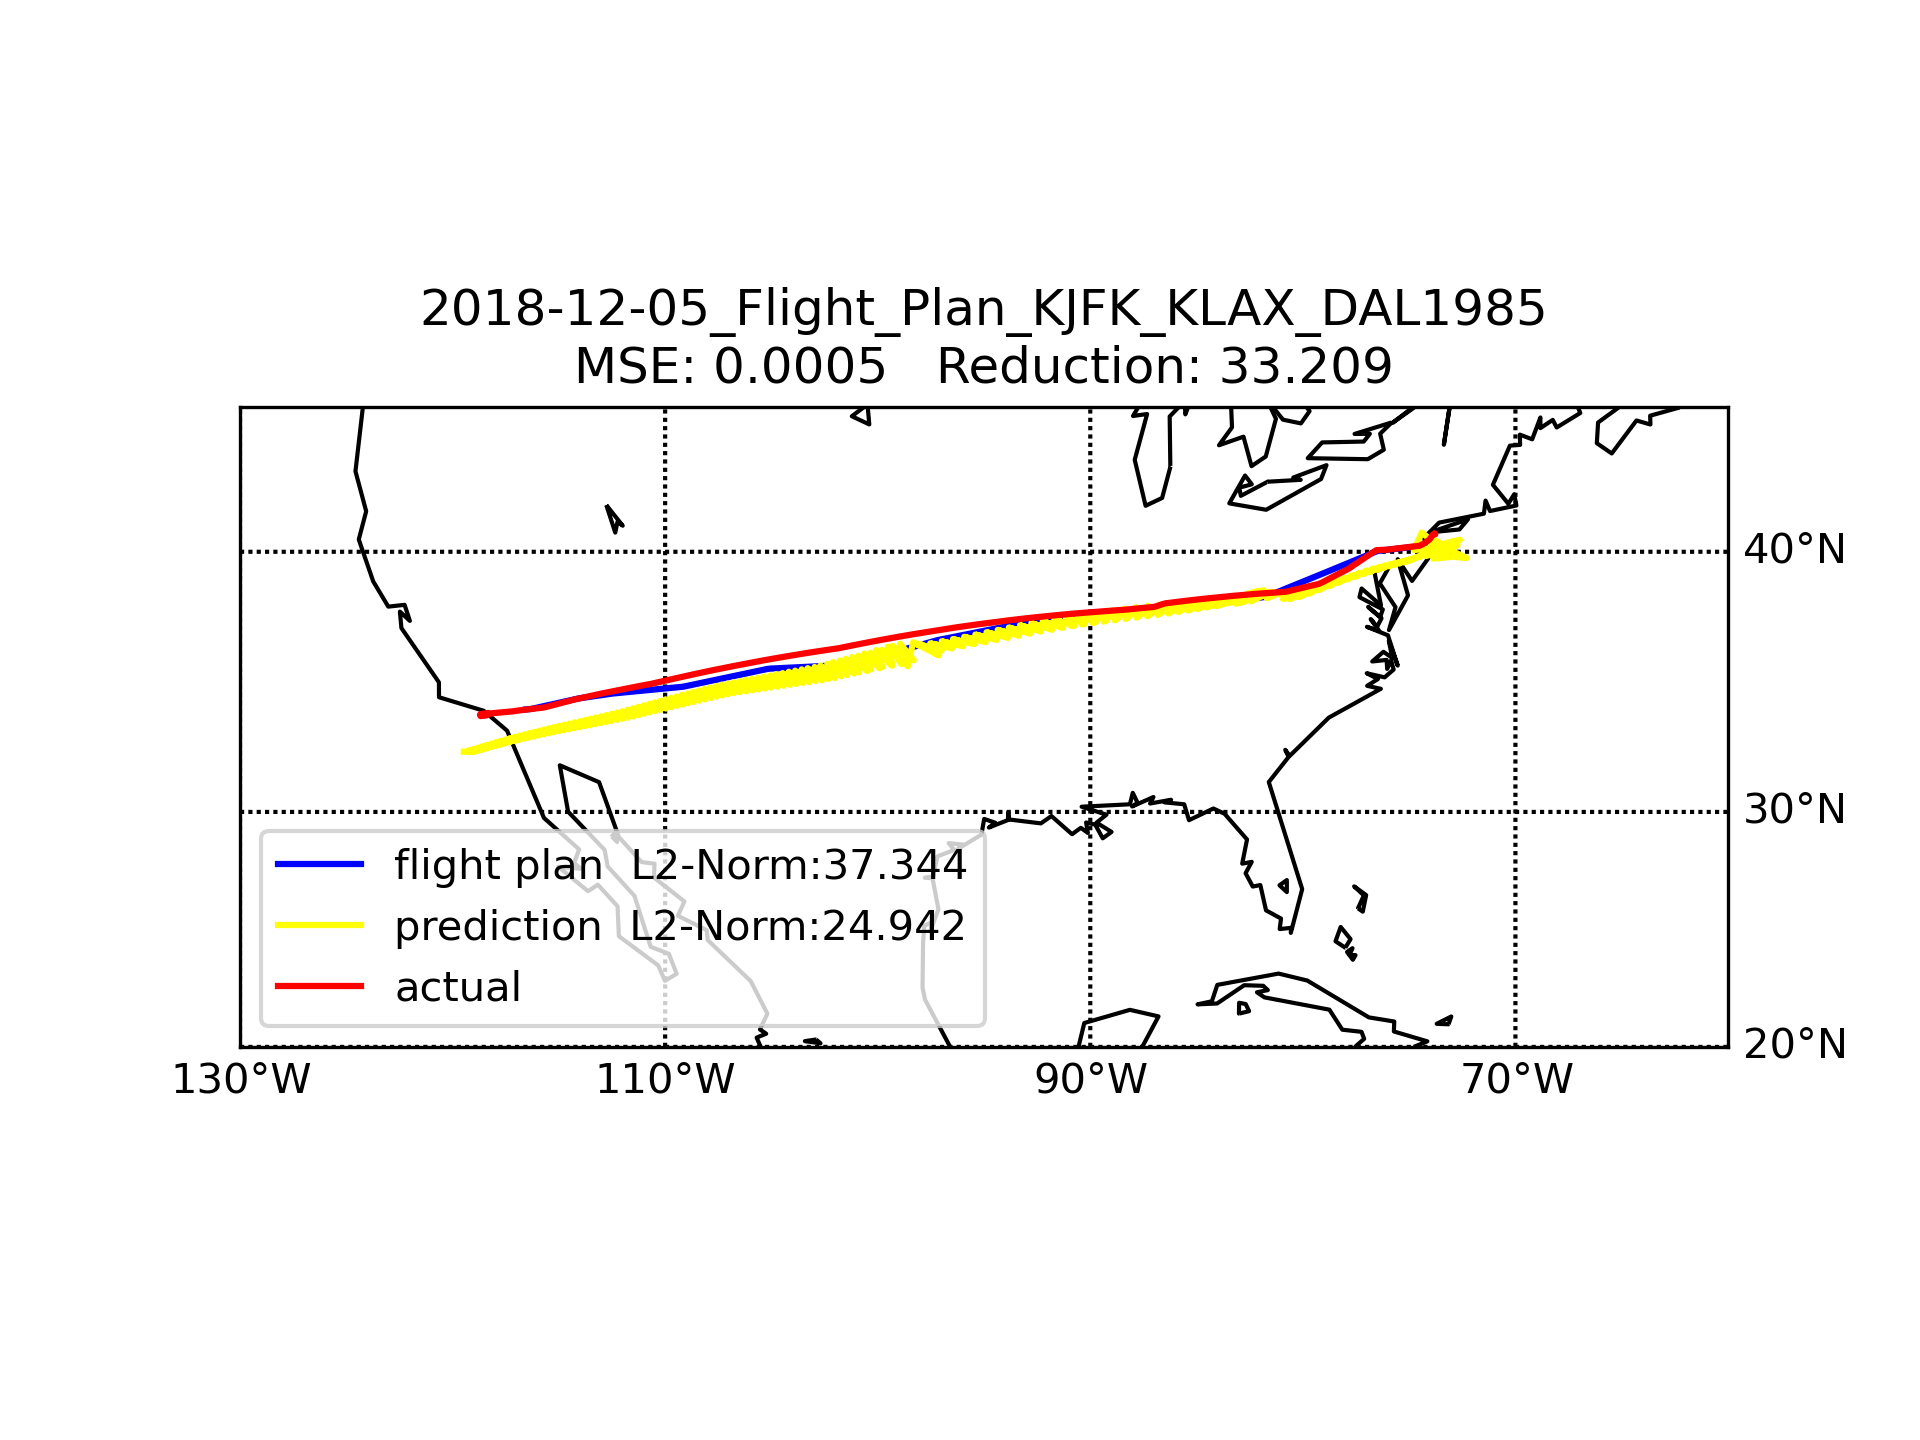 2018-12-05_Flight_Plan_KJFK_KLAX_DAL1985
MSE: 0.0005   Reduction: 33.209
40°N
30°N
20°N
flight plan  L2-Norm:37.344
prediction  L2-Norm:24.942
actual
130°W
110°W
90°W
70°W